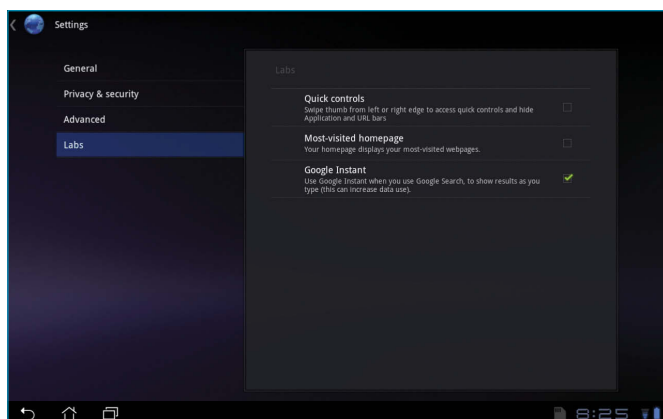 Settings
General
Privacy & security
Advanced
Labs
Labs
Quick controls
Swipe thumb from left or right edge to access quick controls and hide
Application and URL bars
Most-visited homepage
Your homepage displays your most-visited webpages.
Google Instant
Use Google Instant when you use Google Search, to show results as you
type (this can increase data use).
8:25